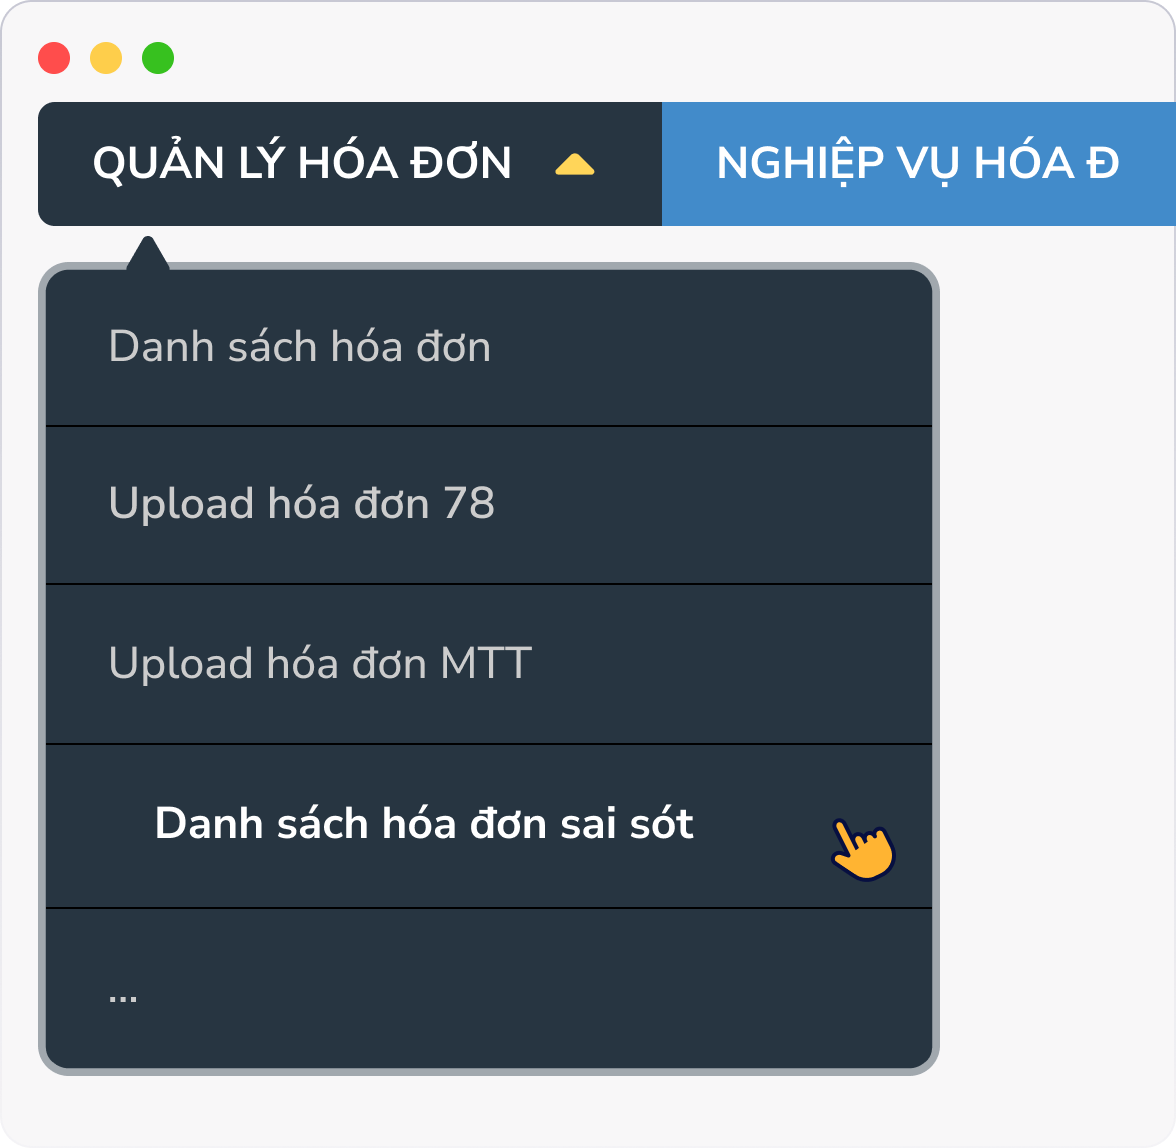 QUẢN LÝ HÓA ĐƠN
NGHIỆP VỤ HÓA Đ
Danh sách hóa đơn
Upload hóa đơn 78
Upload hóa đơn MTT
Danh sách hóa đơn sai sót
...